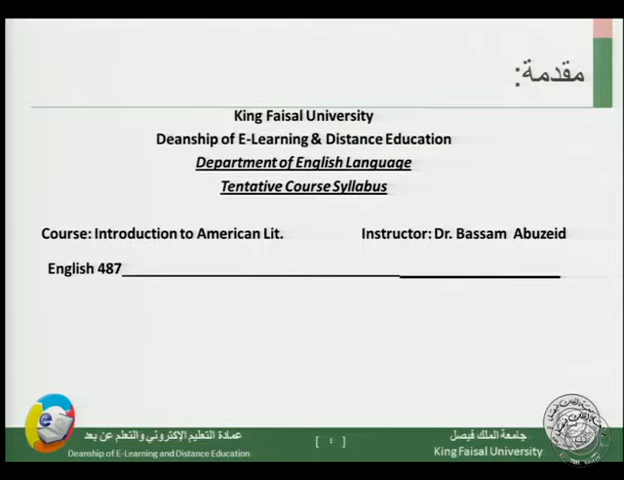 مقدمة:
King Faisal University
Deanship of E-Learning & Distance Education
Department of English Language
Tentative Course Syllabus
Course: Introduction to American Lit. Instructor: Dr. Bassam Abuzeid
English 487
عمادة التعليم الإكتروني والتعلم عن بعد
Deanship of E-Learning and Distance Education
[ ٤ ]
جامعة الملك فيصل
King Faisal University